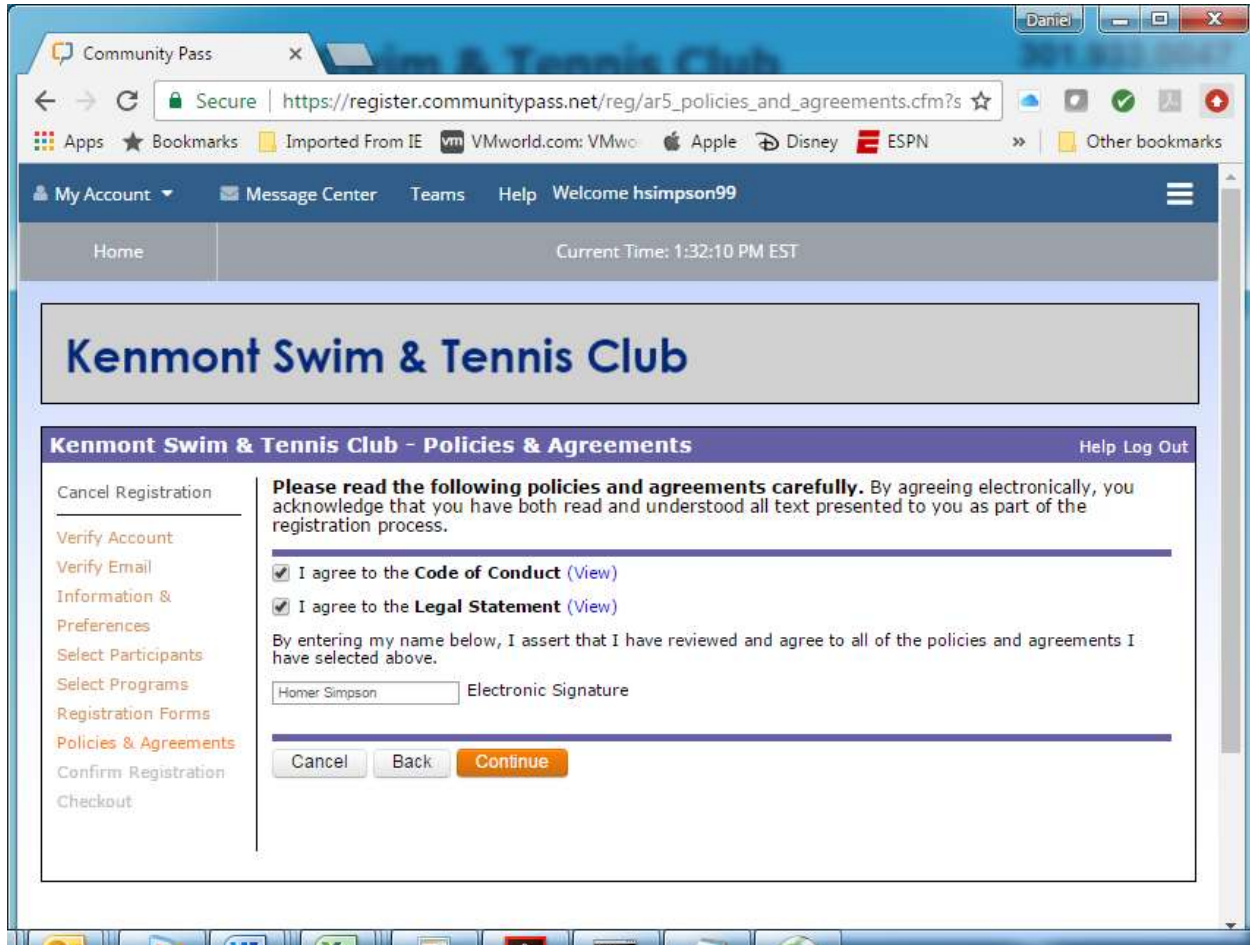 Daniel
Community Pass
Swim & Tennis Club
301.933.0047
Secure | https://register.communitypass.net/reg/ar5_policies_and_agreements.cfm?s
Apps Bookmarks Imported From IE vm VMworld.com: VMwo Apple Disney ESPN » Other bookmarks
My Account Message Center Teams Help Welcome hsimpson99
Home Current Time: 1:32:10 PM EST
Kenmont Swim & Tennis Club
Kenmont Swim & Tennis Club - Policies & Agreements Help Log Out
Cancel Registration
Verify Account
Verify Email
Information &
Preferences
Select Participants
Select Programs
Registration Forms
Policies & Agreements
Confirm Registration
Checkout
Please read the following policies and agreements carefully. By agreeing electronically, you
acknowledge that you have both read and understood all text presented to you as part of the
registration process.
I agree to the Code of Conduct (View)
I agree to the Legal Statement (View)
By entering my name below, I assert that I have reviewed and agree to all of the policies and agreements I
have selected above.
Homer Simpson Electronic Signature
Cancel Back Continue